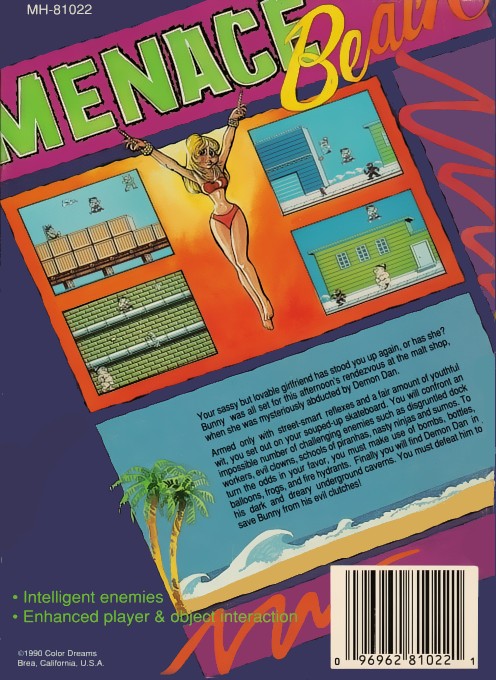 MH-81022
MENACE
Beach
Your sassy but lovable girlfriend has stood you up again, or has she?
Bunny was all set for this afternoon's rendezvous at the malt shop,
when she was mysteriously abducted by Demon Dan.
Armed only with street-smart reflexes and a fair amount of youthful
wit, you set out on your souped-up skateboard. You will confront an
impossible number of challenging enemies such as disgruntled dock
workers, evil clowns, schools of piranhas, nasty ninjas and sumos. To
turn the odds in your favor, you must make use of bombs, bottles,
balloons, frogs, and fire hydrants. Finally you will find Demon Dan in
his dark and dreary underground caverns. You must defeat him to
save Bunny from his evil clutches!
• Intelligent enemies
• Enhanced player & object interaction
©1990 Color Dreams
Brea, California, U.S.A.
0 96962 81022 1